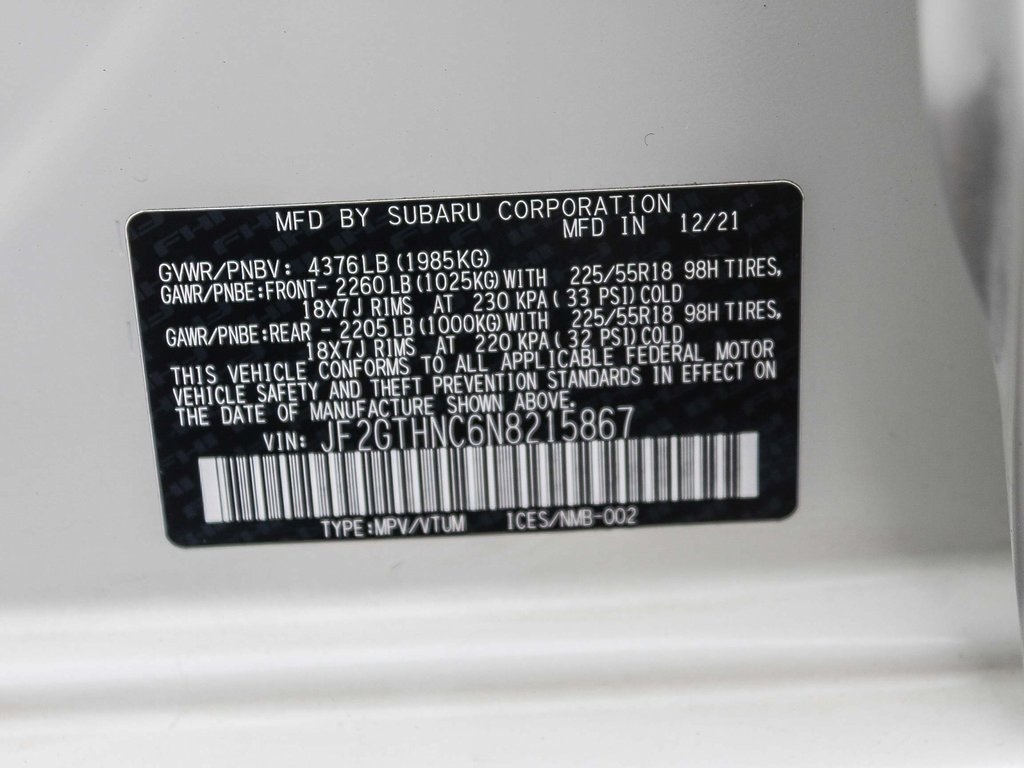 MFD BY SUBARU CORPORATION
MFD IN 12/21
GVWR/PNBV: 4376LB(1985KG)
GAWR/PNBE:FRONT- 2260LB(1025KG)WITH 225/55R18 98H TIRES,
18X7J RIMS AT 230 KPA(33 PSI)COLD
GAWR/PNBE:REAR - 2205LB(1000KG)WITH 225/55R18 98H TIRES,
18X7J RIMS AT 220 KPA(32 PSI)COLD
THIS VEHICLE CONFORMS TO ALL APPLICABLE FEDERAL MOTOR
VEHICLE SAFETY AND THEFT PREVENTION STANDARDS IN EFFECT ON
THE DATE OF MANUFACTURE SHOWN ABOVE.
VIN: JF2GTHNC6N8215867
TYPE:MPV/VTUM ICES/NMB-002